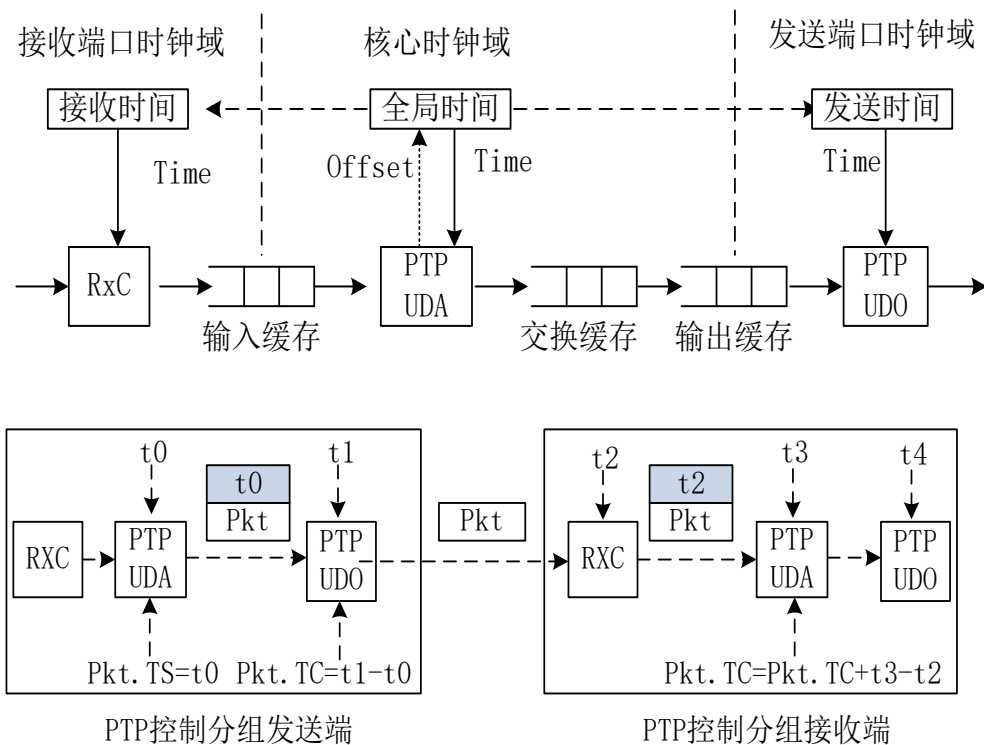 接收端口时钟域
核心时钟域
发送端口时钟域
接收时间
全局时间
发送时间
Time
Offset
Time
Time
RxC
PTP
UDA
PTP
UDO
输入缓存
交换缓存
输出缓存
t0
t1
t2
t3
t4
t0
Pkt
Pkt
t2
Pkt
RXC
PTP
UDA
PTP
UDO
RXC
PTP
UDA
PTP
UDO
Pkt.TS=t0
Pkt.TC=t1-t0
Pkt.TC=Pkt.TC+t3-t2
PTP控制分组发送端
PTP控制分组接收端